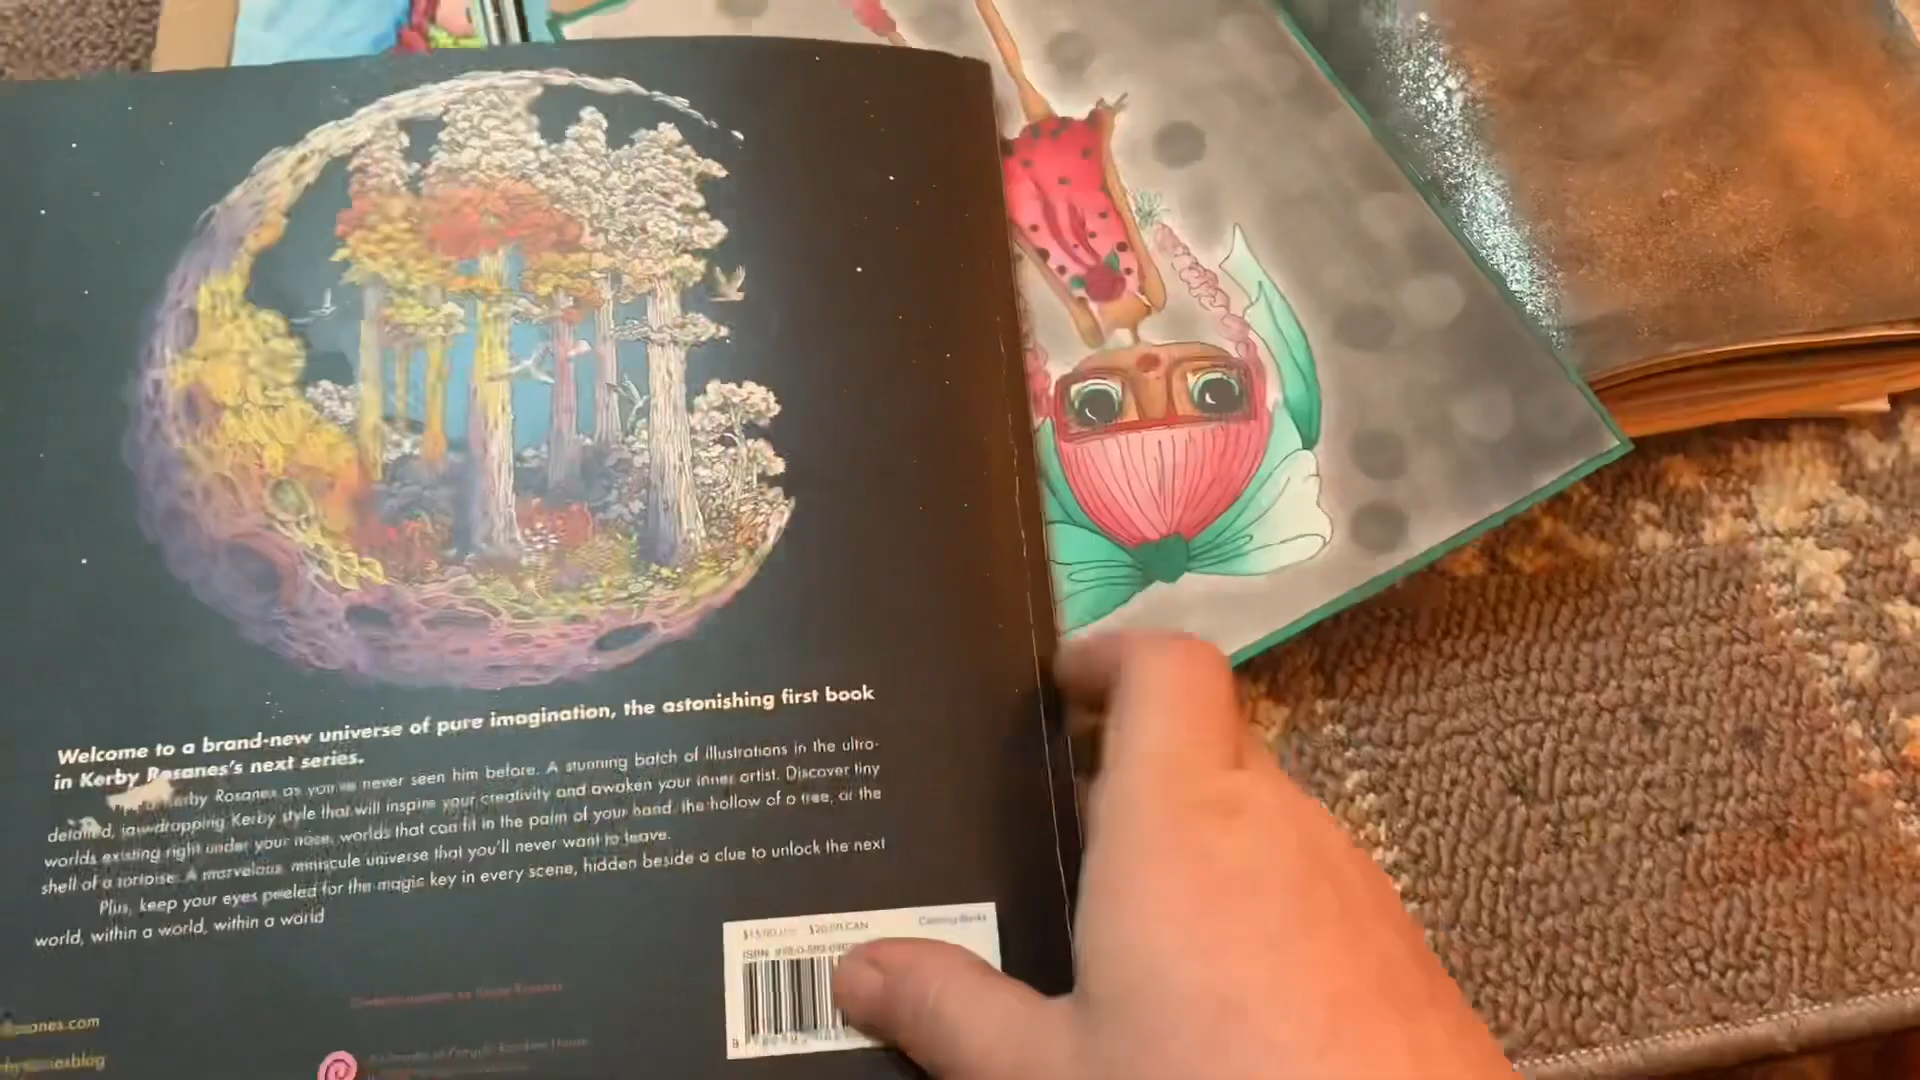 Welcome to a brand-new universe of pure imagination, the astonishing first book
in Kerby Rosanes's next series.
Kerby Rosanes as you've never seen him before. A stunning batch of illustrations in the ultra-
detailed, jaw-dropping Kerby style that will inspire your creativity and awaken your inner artist. Discover tiny
worlds existing right under your nose, worlds that can fit in the palm of your hand, the hollow of a tree, or the
shell of a tortoise. A marvelous, miniscule universe that you'll never want to leave.
Plus, keep your eyes peeled for the magic key in every scene, hidden beside a clue to unlock the next
world, within a world, within a world
$20.00 CAN
Coloring Books
ISBN